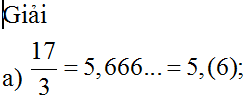 Giải
a) 17/3 = 5,666... = 5,(6);